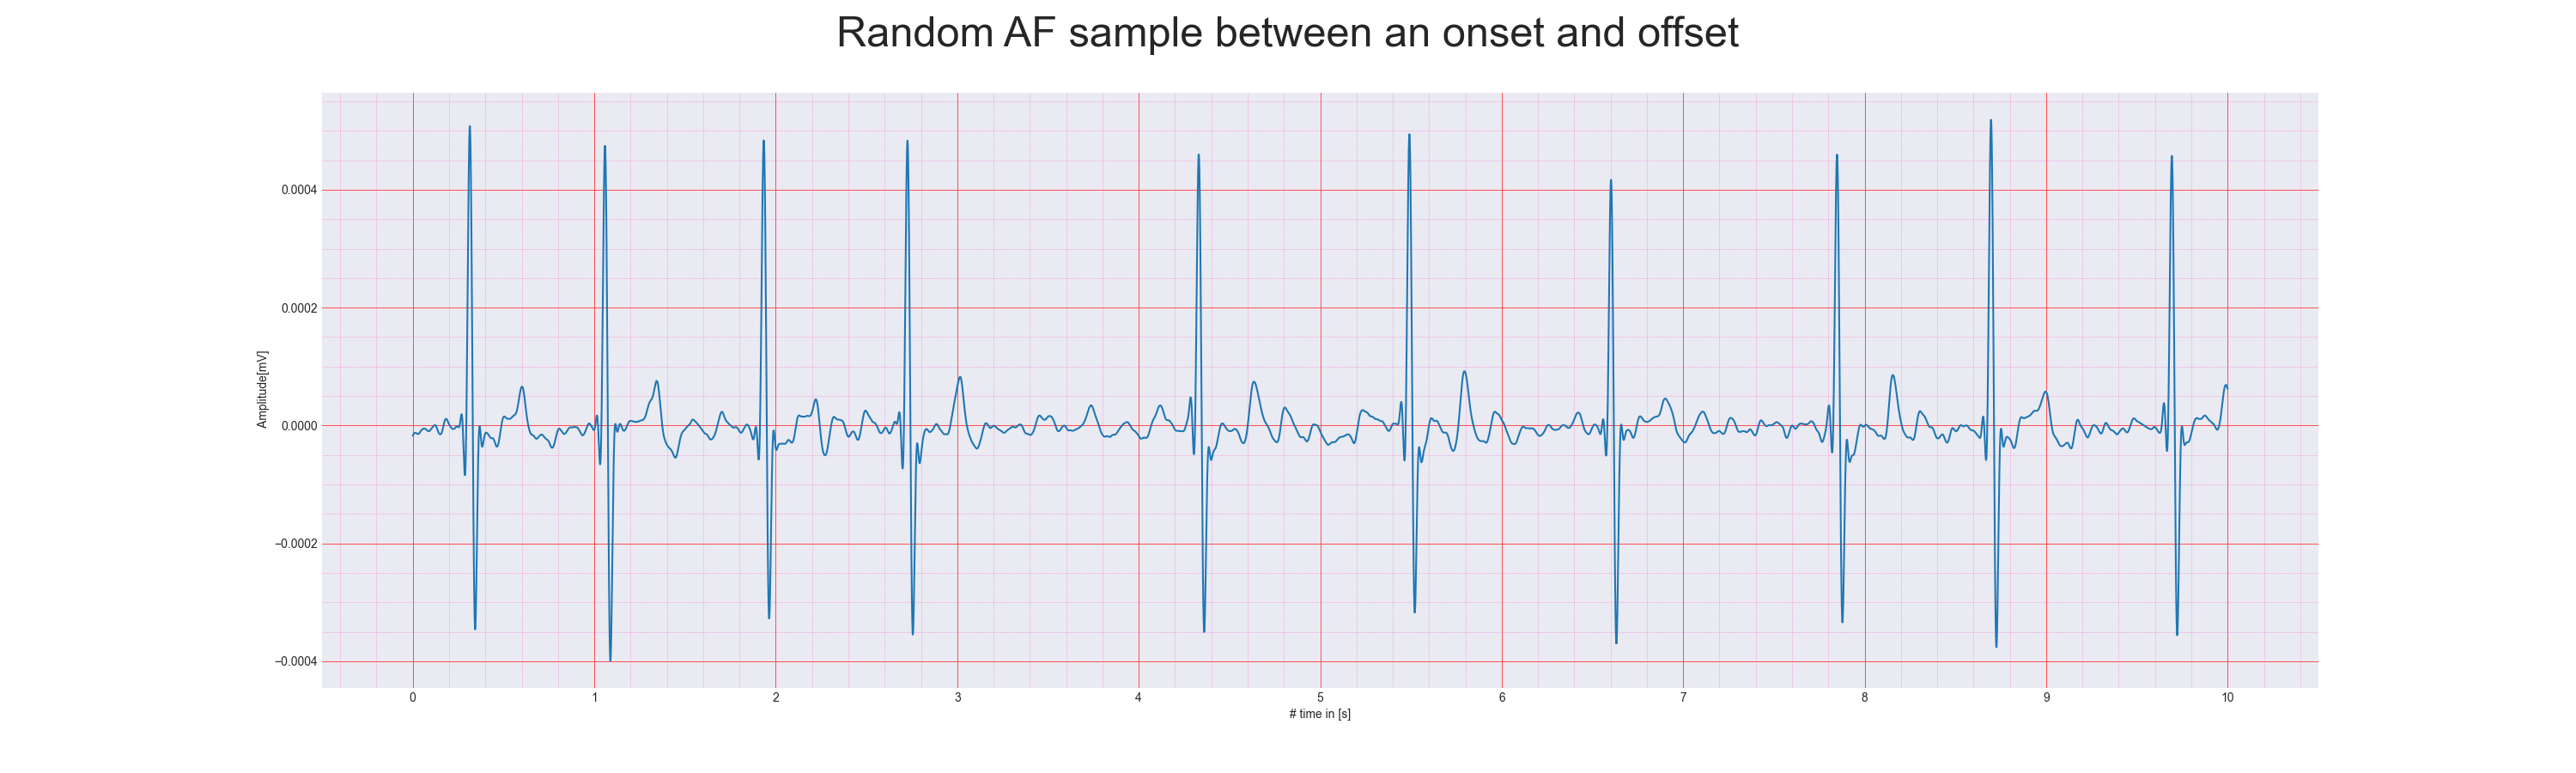 Random AF sample between an onset and offset
Amplitude[mV]
0.0004
0.0002
0.0000
−0.0002
−0.0004
0 1 2 3 4 5 6 7 8 9 10
# time in [s]